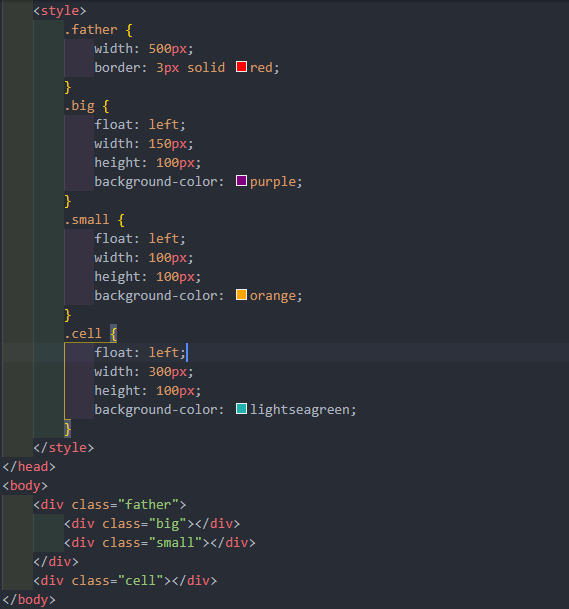 <style>
.father {
width: 500px;
border: 3px solid red;
}
.big {
float: left;
width: 150px;
height: 100px;
background-color: purple;
}
.small {
float: left;
width: 100px;
height: 100px;
background-color: orange;
}
.cell {
float: left;
width: 300px;
height: 100px;
background-color: lightseagreen;
}
</style>
</head>
<body>
<div class="father">
<div class="big"></div>
<div class="small"></div>
</div>
<div class="cell"></div>
</body>